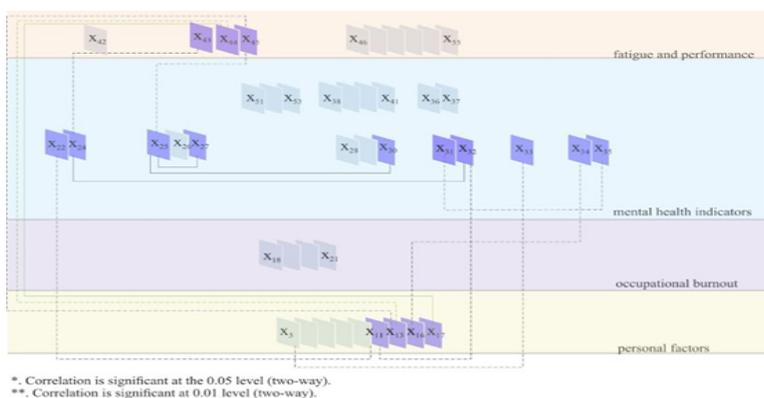 X42 X43 X44 X45 X46 X55
fatigue and performance
X51 X53 X38 X41 X36 X37
X22 X24 X25 X26 X27 X28 X30 X31 X32 X33 X34 X35
mental health indicators
X18 X21
occupational burnout
X3 X11 X13 X16 X17
personal factors
*. Correlation is significant at the 0.05 level (two-way).
**. Correlation is significant at 0.01 level (two-way).